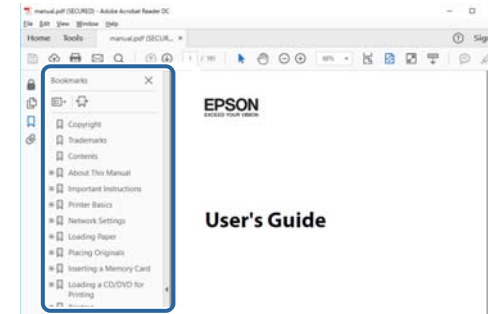 manual.pdf (SECURED) - Adobe Acrobat Reader DC
File Edit View Window Help
Home Tools manual.pdf (SECUR... ×
Sign
Bookmarks
Copyright
Trademarks
Contents
About This Manual
Important Instructions
Printer Basics
Network Settings
Loading Paper
Placing Originals
Inserting a Memory Card
Loading a CD/DVD for
Printing
EPSON
EXCEED YOUR VISION
User's Guide